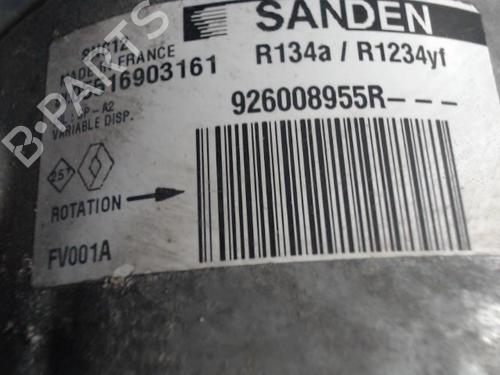 SANDEN
MADE IN FRANCE
R134a / R1234yf
16903161
926008955R---
VARIABLE DISP.
ROTATION
FV001A
B-PARTS